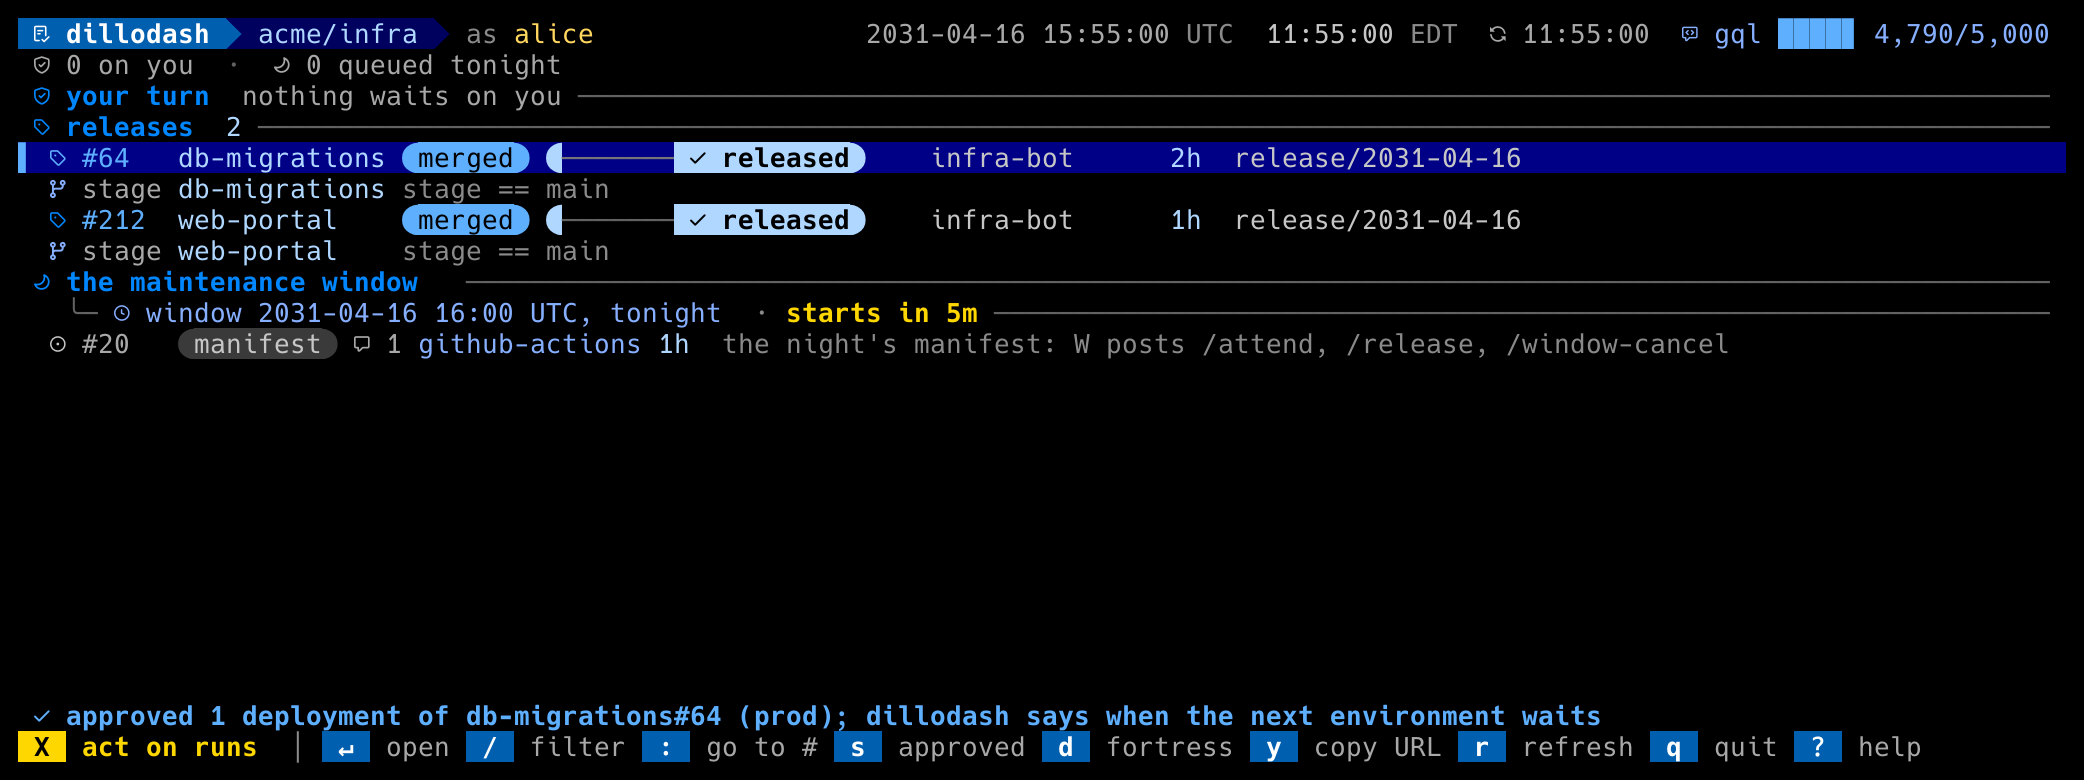 dillodash acme/infra as alice 2031-04-16 15:55:00 UTC 11:55:00 EDT 11:55:00 gql 4,790/5,000
0 on you · 0 queued tonight
your turn nothing waits on you
releases 2
#64 db-migrations merged ✓ released infra-bot 2h release/2031-04-16
stage db-migrations stage == main
#212 web-portal merged ✓ released infra-bot 1h release/2031-04-16
stage web-portal stage == main
the maintenance window
window 2031-04-16 16:00 UTC, tonight · starts in 5m
#20 manifest 1 github-actions 1h the night's manifest: W posts /attend, /release, /window-cancel
✓ approved 1 deployment of db-migrations#64 (prod); dillodash says when the next environment waits
X act on runs │ ↵ open / filter : go to # s approved d fortress y copy URL r refresh q quit ? help